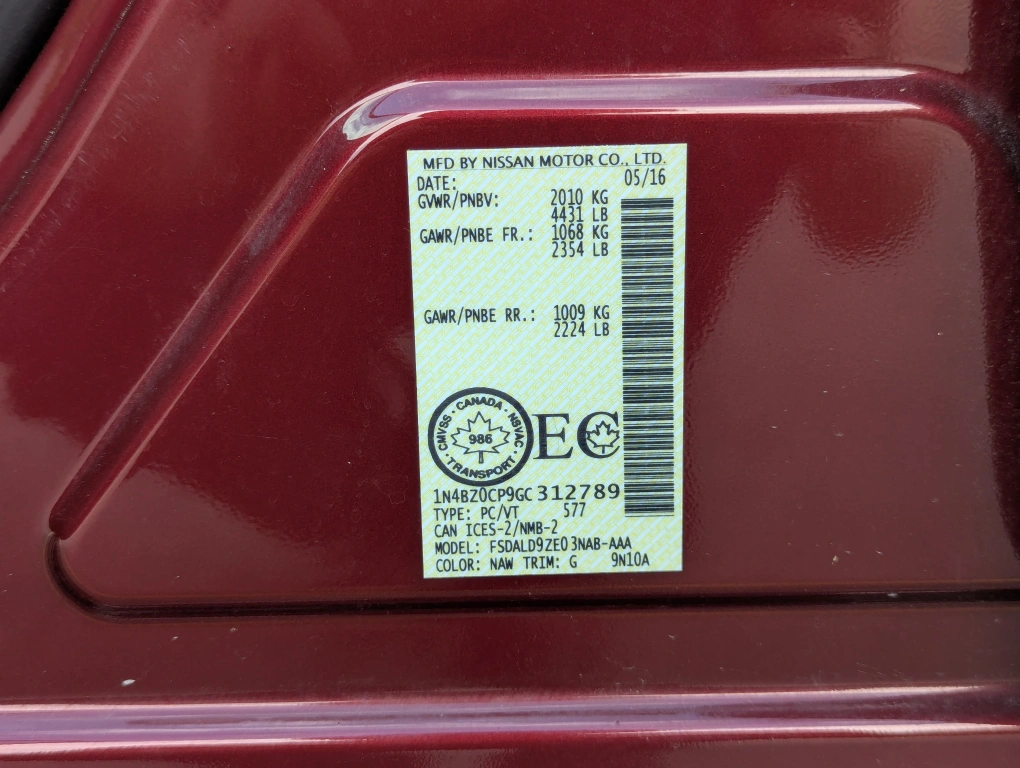 MFD BY NISSAN MOTOR CO., LTD.
DATE: 05/16
GVWR/PNBV: 2010 KG
4431 LB
GAWR/PNBE FR.: 1068 KG
2354 LB
GAWR/PNBE RR.: 1009 KG
2224 LB
CMVSS · CANADA · NSVAC · TRANSPORT ·
986
EC
1N4BZ0CP9GC312789
TYPE: PC/VT 577
CAN ICES-2/NMB-2
MODEL: FSDALD9ZE03NAB-AAA
COLOR: NAW TRIM: G 9N10A